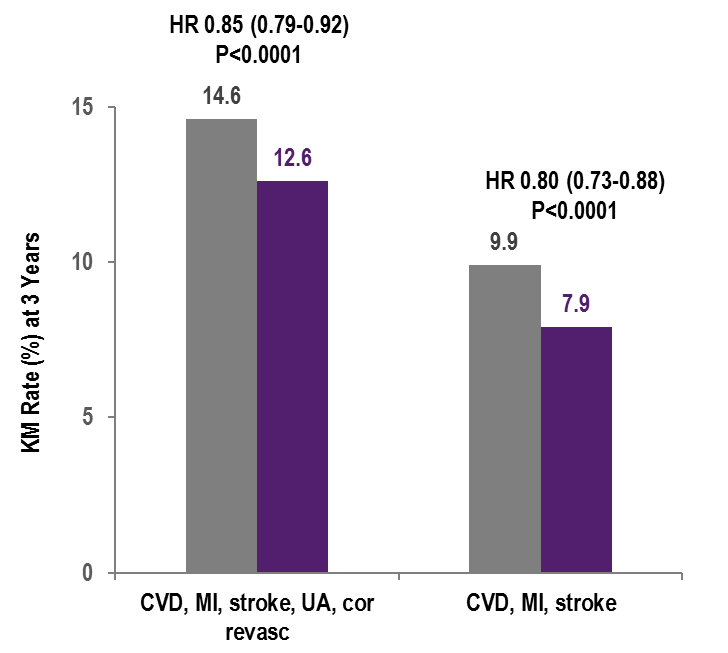 HR 0.85 (0.79-0.92)
P<0.0001
14.6
12.6
HR 0.80 (0.73-0.88)
P<0.0001
9.9
7.9
15
10
5
0
KM Rate (%) at 3 Years
CVD, MI, stroke, UA, cor
revasc
CVD, MI, stroke